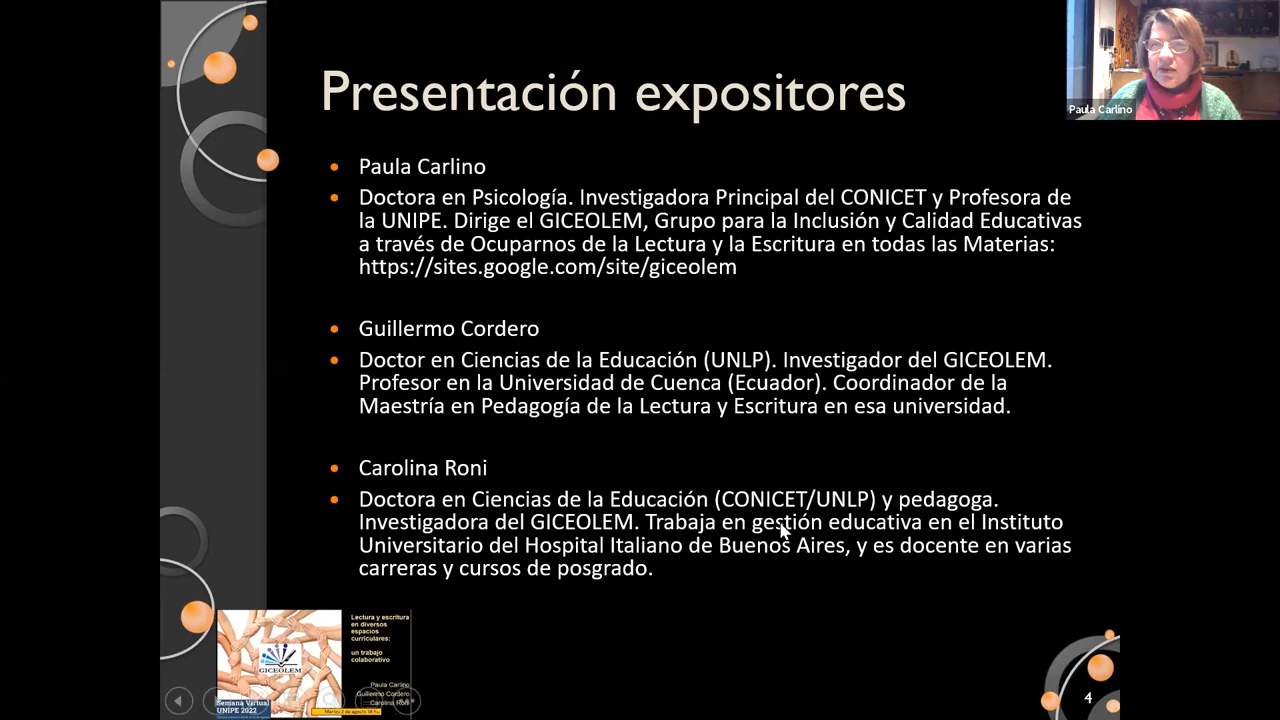 Presentación expositores
Paula Carlino
Paula Carlino
Doctora en Psicología. Investigadora Principal del CONICET y Profesora de
la UNIPE. Dirige el GICEOLEM, Grupo para la Inclusión y Calidad Educativas
a través de Ocuparnos de la Lectura y la Escritura en todas las Materias:
https://sites.google.com/site/giceolem
Guillermo Cordero
Doctor en Ciencias de la Educación (UNLP). Investigador del GICEOLEM.
Profesor en la Universidad de Cuenca (Ecuador). Coordinador de la
Maestría en Pedagogía de la Lectura y Escritura en esa universidad.
Carolina Roni
Doctora en Ciencias de la Educación (CONICET/UNLP) y pedagoga.
Investigadora del GICEOLEM. Trabaja en gestión educativa en el Instituto
Universitario del Hospital Italiano de Buenos Aires, y es docente en varias
carreras y cursos de posgrado.
Lectura y escritura
en diversos
espacios
curriculares:
un trabajo
colaborativo
GICEOLEM
Paula Carlino
Guillermo Cordero
Carolina Roni
Semana Virtual
UNIPE 2022
Martes 2 de agosto 18 hs
4